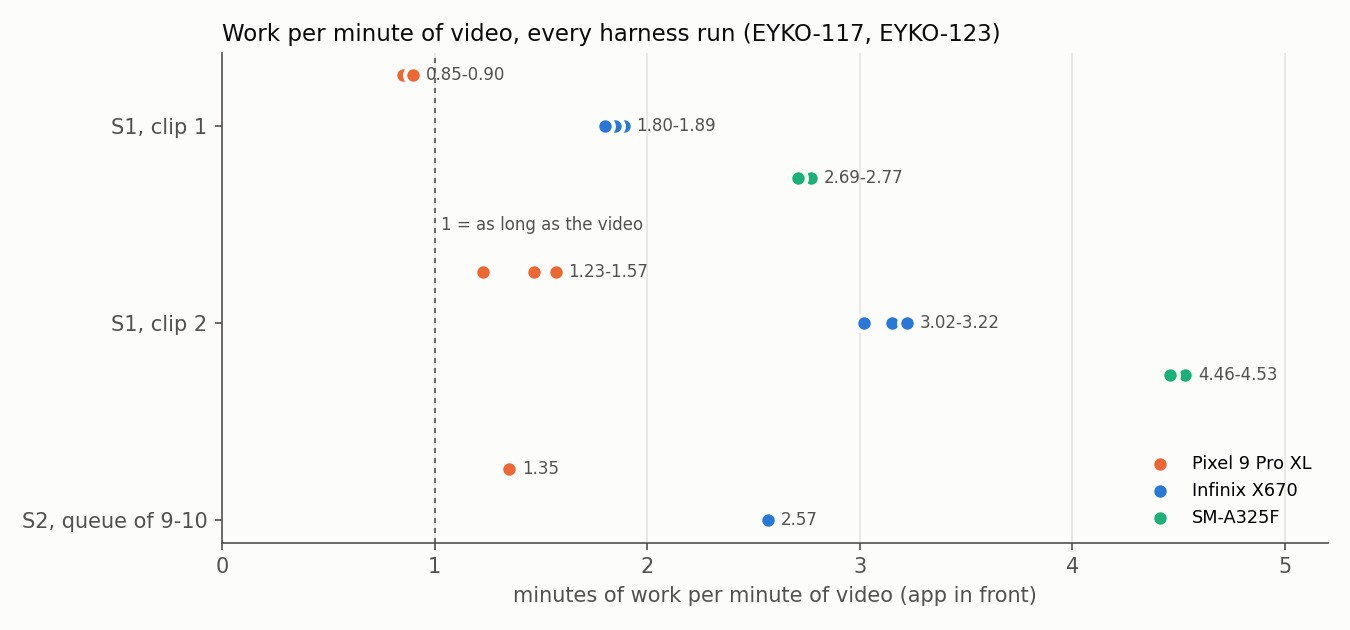 Work per minute of video, every harness run (EYKO-117, EYKO-123)
0.85-0.90
S1, clip 1
1.80-1.89
2.69-2.77
1 = as long as the video
1.23-1.57
S1, clip 2
3.02-3.22
4.46-4.53
1.35
Pixel 9 Pro XL
Infinix X670
SM-A325F
S2, queue of 9-10
2.57
0 1 2 3 4 5
minutes of work per minute of video (app in front)